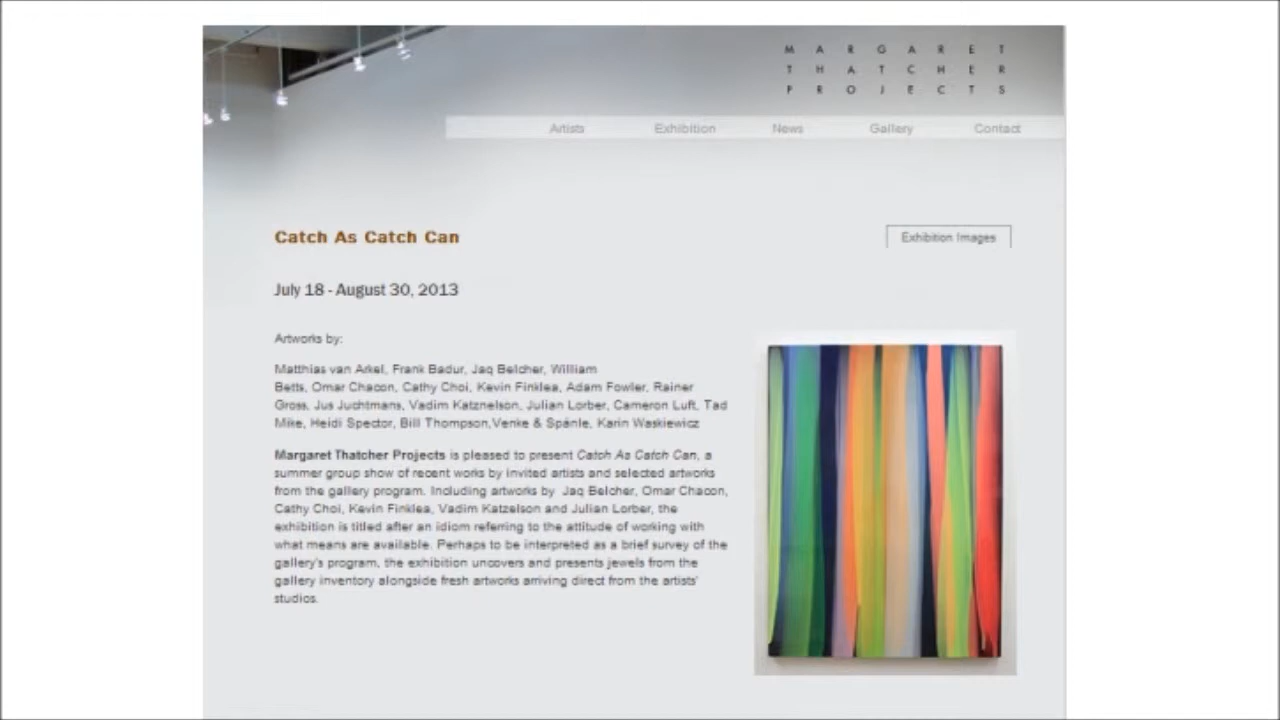 MARGARET
THATCHER
PROJECTS
Artists Exhibition News Gallery Contact
Catch As Catch Can
Exhibition Images
July 18 - August 30, 2013
Artworks by:
Matthias van Arkel, Frank Badur, Jaq Belcher, William
Betts, Omar Chacon, Cathy Choi, Kevin Finklea, Adam Fowler, Rainer
Gross, Jus Juchtmans, Vadim Katznelson, Julian Lorber, Cameron Luft, Tad
Mike, Heidi Spector, Bill Thompson,Venke & Spänle, Karin Waskiewicz
Margaret Thatcher Projects is pleased to present Catch As Catch Can, a
summer group show of recent works by invited artists and selected artworks
from the gallery program. Including artworks by Jaq Belcher, Omar Chacon,
Cathy Choi, Kevin Finklea, Vadim Katzelson and Julian Lorber, the
exhibition is titled after an idiom referring to the attitude of working with
what means are available. Perhaps to be interpreted as a brief survey of the
gallery's program, the exhibition uncovers and presents jewels from the
gallery inventory alongside fresh artworks arriving direct from the artists'
studios.